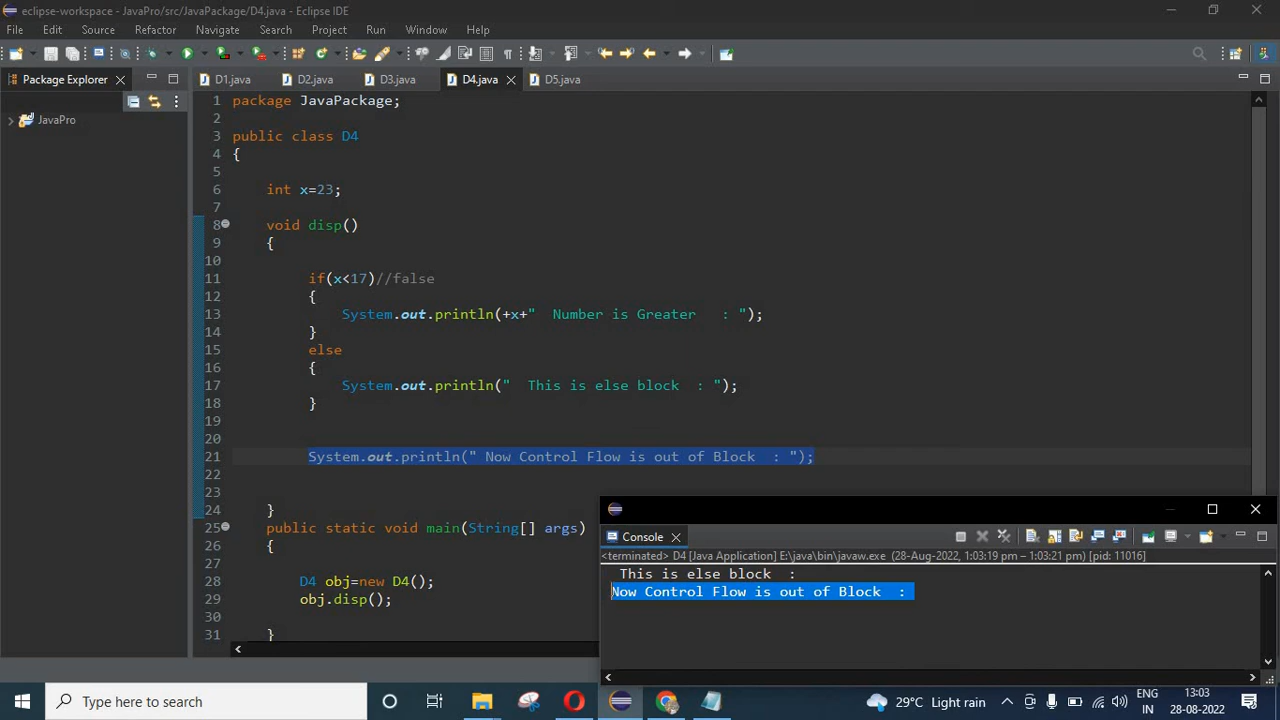 eclipse-workspace - JavaPro/src/JavaPackage/D4.java - Eclipse IDE
File Edit Source Refactor Navigate Search Project Run Window Help
Package Explorer
D1.java D2.java D3.java D4.java D5.java
JavaPro
1 package JavaPackage;
2
3 public class D4
4 {
5
6 int x=23;
7
8 void disp()
9 {
10
11 if(x<17)//false
12 {
13 System.out.println(+x+"  Number is Greater   : ");
14 }
15 else
16 {
17 System.out.println("  This is else block  : ");
18 }
19
20
21 System.out.println(" Now Control Flow is out of Block  : ");
22
23
24 }
25 public static void main(String[] args)
26 {
27
28 D4 obj=new D4();
29 obj.disp();
30
31 }
Console
<terminated> D4 [Java Application] E:\java\bin\javaw.exe (28-Aug-2022, 1:03:19 pm – 1:03:21 pm) [pid: 11016]
This is else block  :
Now Control Flow is out of Block  :
Type here to search
29°C Light rain
ENG
IN
13:03
28-08-2022